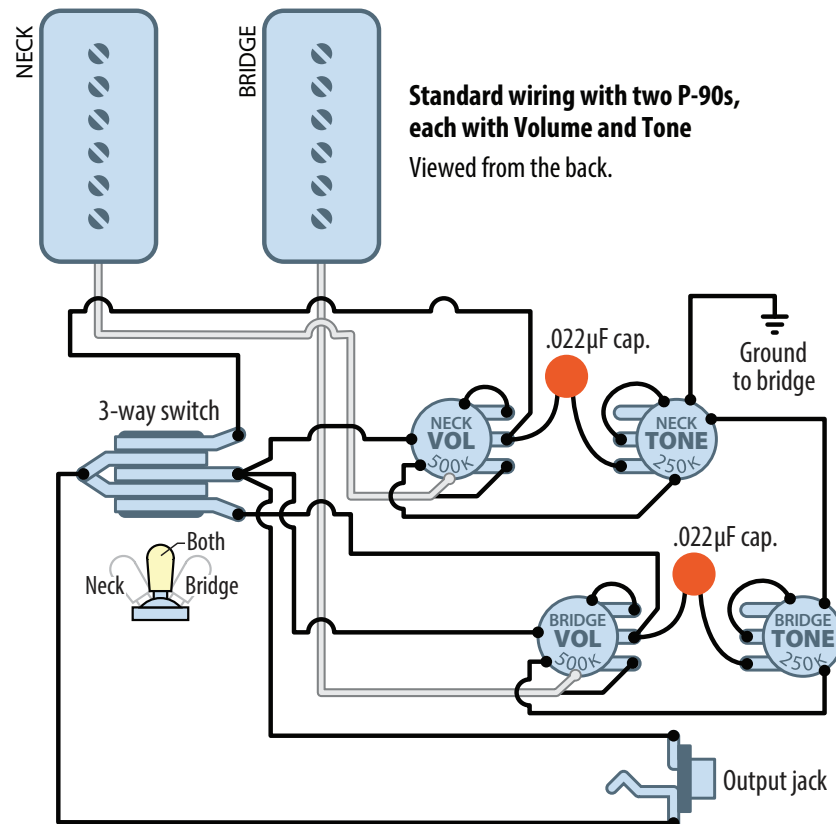 NECK
BRIDGE
Standard wiring with two P-90s,
each with Volume and Tone
Viewed from the back.
.022µF cap.
Ground
to bridge
3-way switch
NECK
VOL
500K
NECK
TONE
250K
Both
Neck
Bridge
.022µF cap.
BRIDGE
VOL
500K
BRIDGE
TONE
250K
Output jack